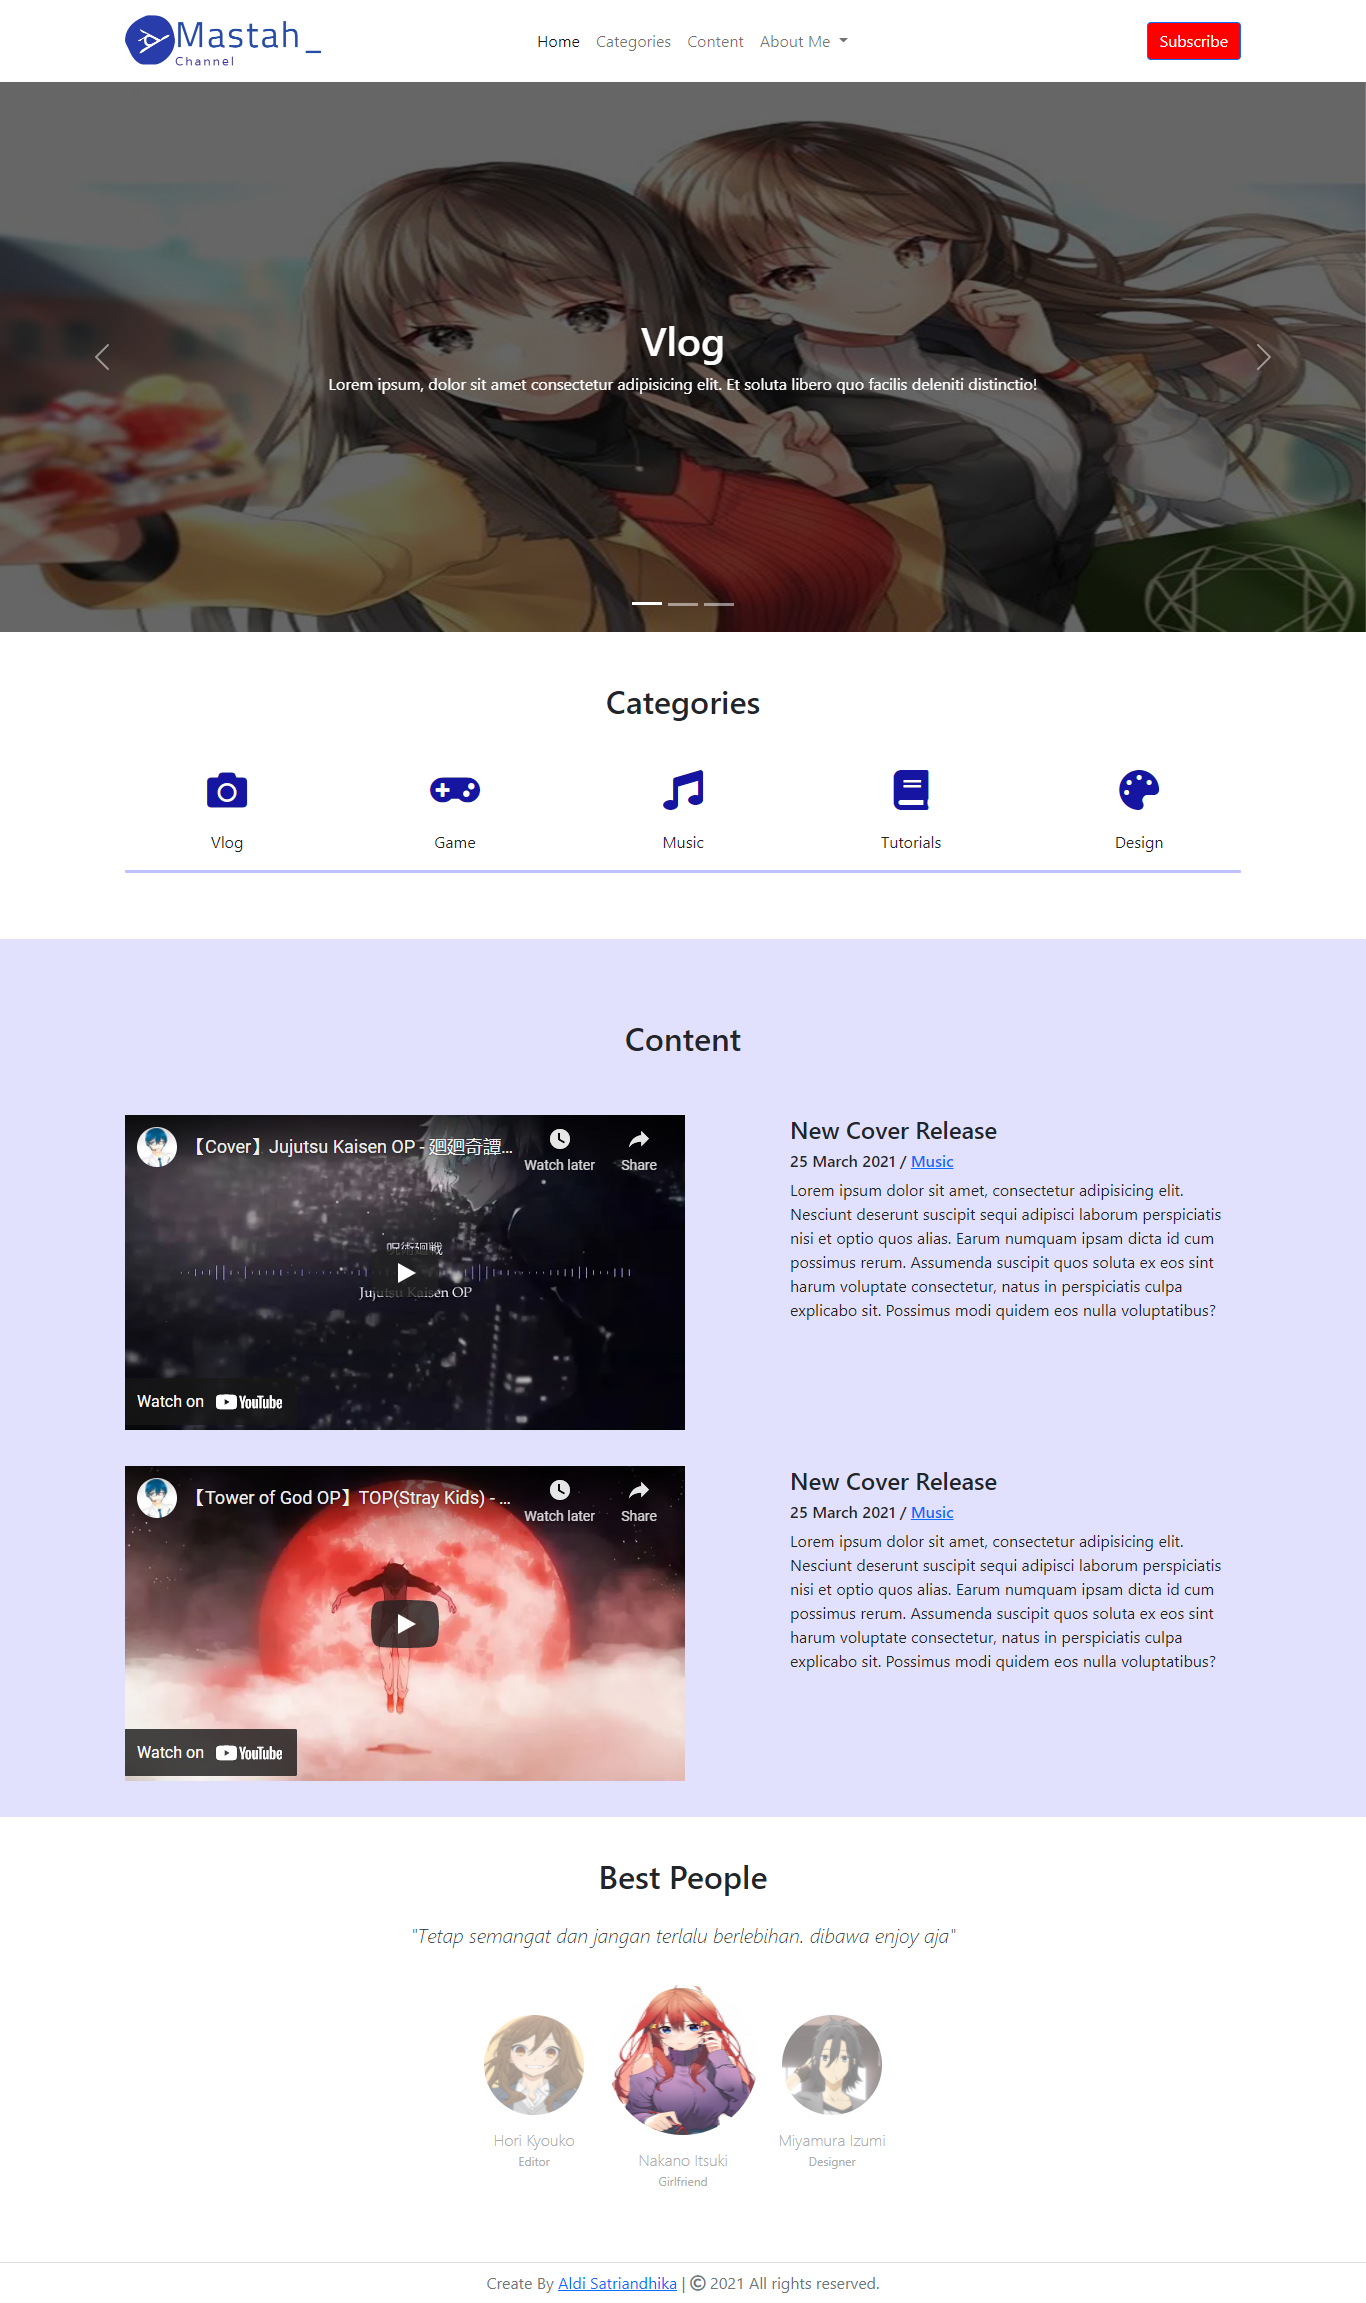 Mastah_
Channel
Home Categories Content About Me
Subscribe
Vlog
Lorem ipsum, dolor sit amet consectetur adipisicing elit. Et soluta libero quo facilis deleniti distinctio!
Categories
Vlog Game Music Tutorials Design
Content
【Cover】Jujutsu Kaisen OP - 廻廻奇譚...
Watch later Share
呪術廻戦
Jujutsu Kaisen OP
Watch on YouTube
New Cover Release
25 March 2021 / Music
Lorem ipsum dolor sit amet, consectetur adipisicing elit.
Nesciunt deserunt suscipit sequi adipisci laborum perspiciatis
nisi et optio quos alias. Earum numquam ipsam dicta id cum
possimus rerum. Assumenda suscipit quos soluta ex eos sint
harum voluptate consectetur, natus in perspiciatis culpa
explicabo sit. Possimus modi quidem eos nulla voluptatibus?
【Tower of God OP】TOP(Stray Kids) - ...
Watch later Share
Watch on YouTube
New Cover Release
25 March 2021 / Music
Lorem ipsum dolor sit amet, consectetur adipisicing elit.
Nesciunt deserunt suscipit sequi adipisci laborum perspiciatis
nisi et optio quos alias. Earum numquam ipsam dicta id cum
possimus rerum. Assumenda suscipit quos soluta ex eos sint
harum voluptate consectetur, natus in perspiciatis culpa
explicabo sit. Possimus modi quidem eos nulla voluptatibus?
Best People
"Tetap semangat dan jangan terlalu berlebihan. dibawa enjoy aja"
Hori Kyouko
Editor
Nakano Itsuki
Girlfriend
Miyamura Izumi
Designer
Create By Aldi Satriandhika | © 2021 All rights reserved.